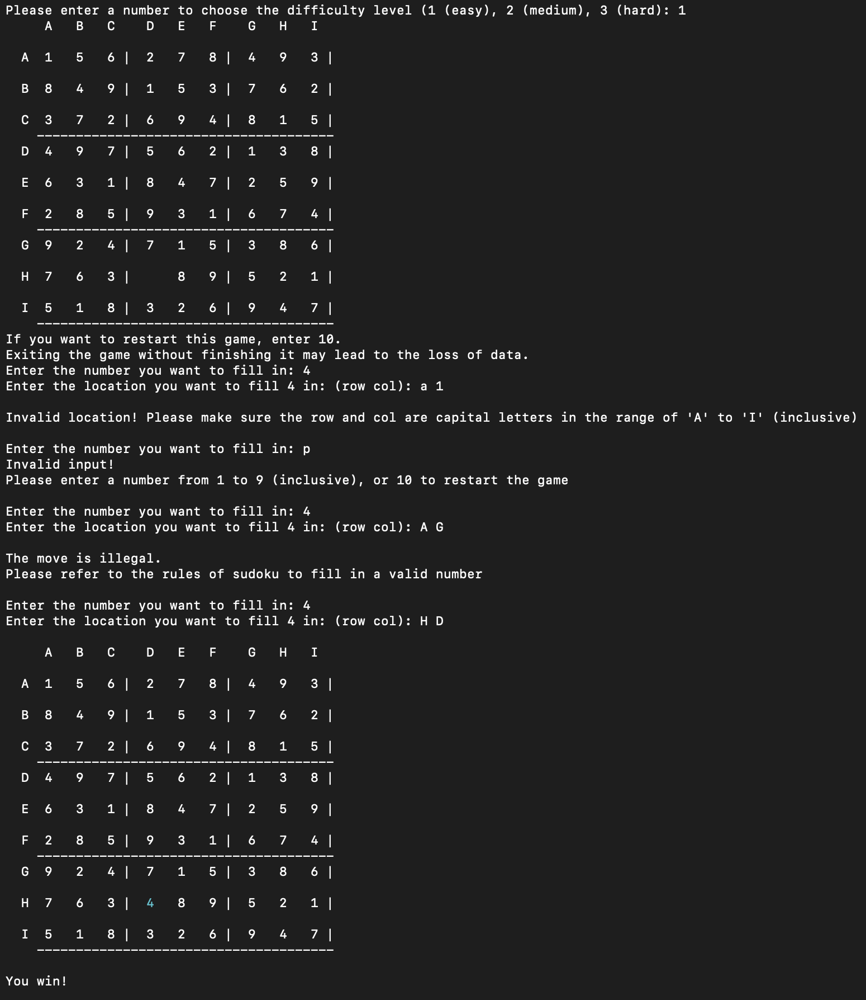 Please enter a number to choose the difficulty level (1 (easy), 2 (medium), 3 (hard): 1
     A   B   C    D   E   F    G   H   I
  A  1   5   6 |  2   7   8 |  4   9   3 |
  B  8   4   9 |  1   5   3 |  7   6   2 |
  C  3   7   2 |  6   9   4 |  8   1   5 |
    --------------------------------------
  D  4   9   7 |  5   6   2 |  1   3   8 |
  E  6   3   1 |  8   4   7 |  2   5   9 |
  F  2   8   5 |  9   3   1 |  6   7   4 |
    --------------------------------------
  G  9   2   4 |  7   1   5 |  3   8   6 |
  H  7   6   3 |      8   9 |  5   2   1 |
  I  5   1   8 |  3   2   6 |  9   4   7 |
    --------------------------------------
If you want to restart this game, enter 10.
Exiting the game without finishing it may lead to the loss of data.
Enter the number you want to fill in: 4
Enter the location you want to fill 4 in: (row col): a 1
Invalid location! Please make sure the row and col are capital letters in the range of 'A' to 'I' (inclusive)
Enter the number you want to fill in: p
Invalid input!
Please enter a number from 1 to 9 (inclusive), or 10 to restart the game
Enter the number you want to fill in: 4
Enter the location you want to fill 4 in: (row col): A G
The move is illegal.
Please refer to the rules of sudoku to fill in a valid number
Enter the number you want to fill in: 4
Enter the location you want to fill 4 in: (row col): H D
     A   B   C    D   E   F    G   H   I
  A  1   5   6 |  2   7   8 |  4   9   3 |
  B  8   4   9 |  1   5   3 |  7   6   2 |
  C  3   7   2 |  6   9   4 |  8   1   5 |
    --------------------------------------
  D  4   9   7 |  5   6   2 |  1   3   8 |
  E  6   3   1 |  8   4   7 |  2   5   9 |
  F  2   8   5 |  9   3   1 |  6   7   4 |
    --------------------------------------
  G  9   2   4 |  7   1   5 |  3   8   6 |
  H  7   6   3 |  4   8   9 |  5   2   1 |
  I  5   1   8 |  3   2   6 |  9   4   7 |
    --------------------------------------
You win!